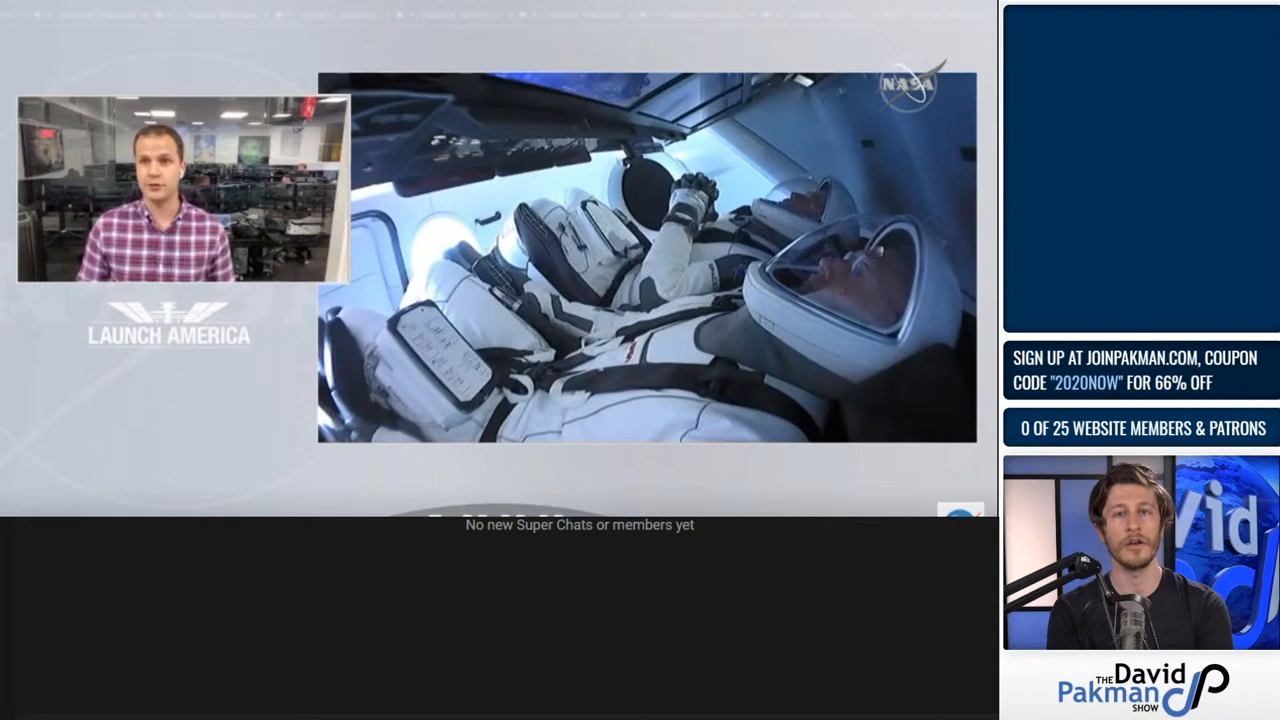 NASA
LAUNCH AMERICA
No new Super Chats or members yet
SIGN UP AT JOINPAKMAN.COM, COUPON
CODE "2020NOW" FOR 66% OFF
0 OF 25 WEBSITE MEMBERS & PATRONS
THE David
Pakman
SHOW